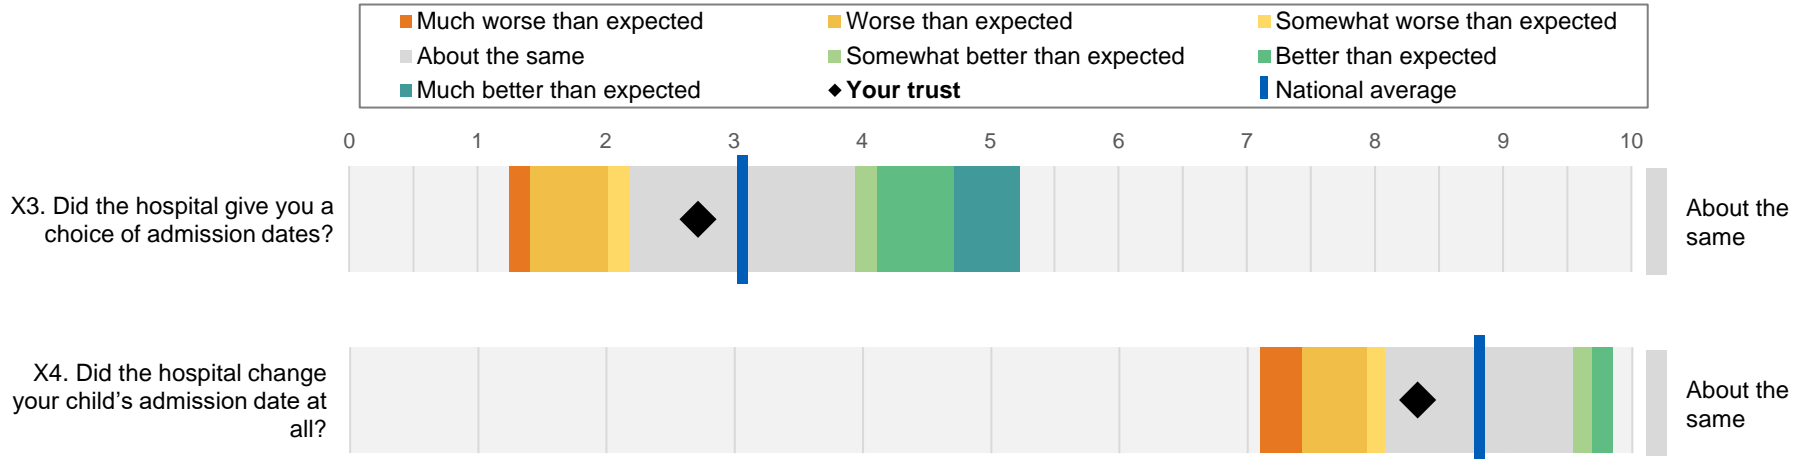 Much worse than expected Worse than expected Somewhat worse than expected
About the same Somewhat better than expected Better than expected
Much better than expected Your trust National average
0 1 2 3 4 5 6 7 8 9 10
X3. Did the hospital give you a
choice of admission dates?
About the
same
X4. Did the hospital change
your child’s admission date at
all?
About the
same